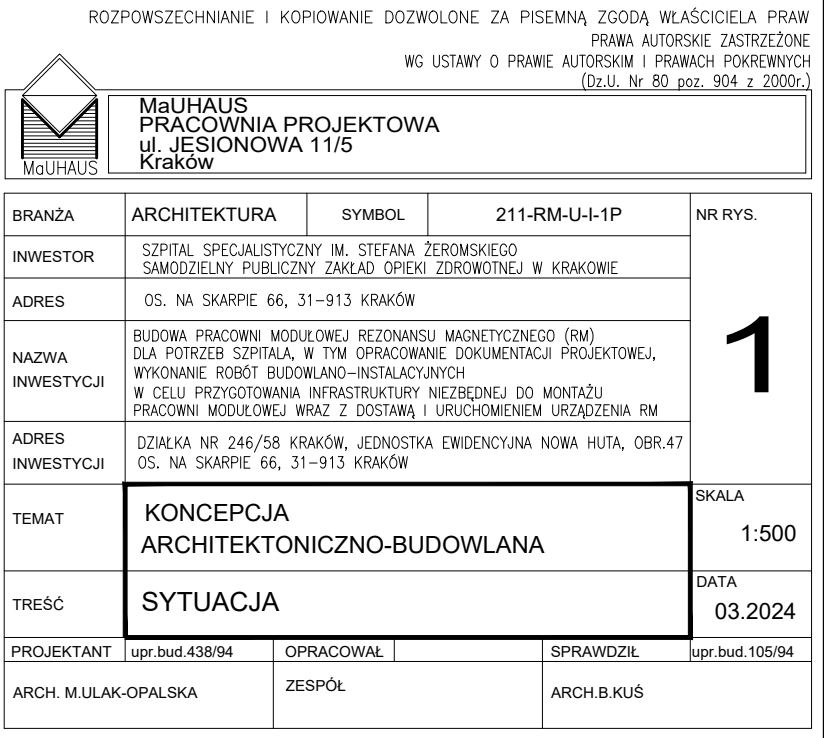 ROZPOWSZECHNIANIE I KOPIOWANIE DOZWOLONE ZA PISEMNĄ ZGODĄ WŁAŚCICIELA PRAW
PRAWA AUTORSKIE ZASTRZEŻONE
WG USTAWY O PRAWIE AUTORSKIM I PRAWACH POKREWNYCH
(Dz.U. Nr 80 poz. 904 z 2000r.)
MaUHAUS
MaUHAUS
PRACOWNIA PROJEKTOWA
ul. JESIONOWA 11/5
Kraków
BRANŻA ARCHITEKTURA SYMBOL 211-RM-U-I-1P NR RYS.
1
INWESTOR
SZPITAL SPECJALISTYCZNY IM. STEFANA ŻEROMSKIEGO
SAMODZIELNY PUBLICZNY ZAKŁAD OPIEKI ZDROWOTNEJ W KRAKOWIE
ADRES OS. NA SKARPIE 66, 31-913 KRAKÓW
NAZWA
INWESTYCJI
BUDOWA PRACOWNI MODUŁOWEJ REZONANSU MAGNETYCZNEGO (RM)
DLA POTRZEB SZPITALA, W TYM OPRACOWANIE DOKUMENTACJI PROJEKTOWEJ,
WYKONANIE ROBÓT BUDOWLANO-INSTALACYJNYCH
W CELU PRZYGOTOWANIA INFRASTRUKTURY NIEZBĘDNEJ DO MONTAŻU
PRACOWNI MODUŁOWEJ WRAZ Z DOSTAWĄ I URUCHOMIENIEM URZĄDZENIA RM
ADRES
INWESTYCJI
DZIAŁKA NR 246/58 KRAKÓW, JEDNOSTKA EWIDENCYJNA NOWA HUTA, OBR.47
OS. NA SKARPIE 66, 31-913 KRAKÓW
TEMAT
KONCEPCJA
ARCHITEKTONICZNO-BUDOWLANA
SKALA
1:500
TREŚĆ SYTUACJA
DATA
03.2024
PROJEKTANT upr.bud.438/94 OPRACOWAŁ SPRAWDZIŁ upr.bud.105/94
ARCH. M.ULAK-OPALSKA ZESPÓŁ ARCH.B.KUŚ